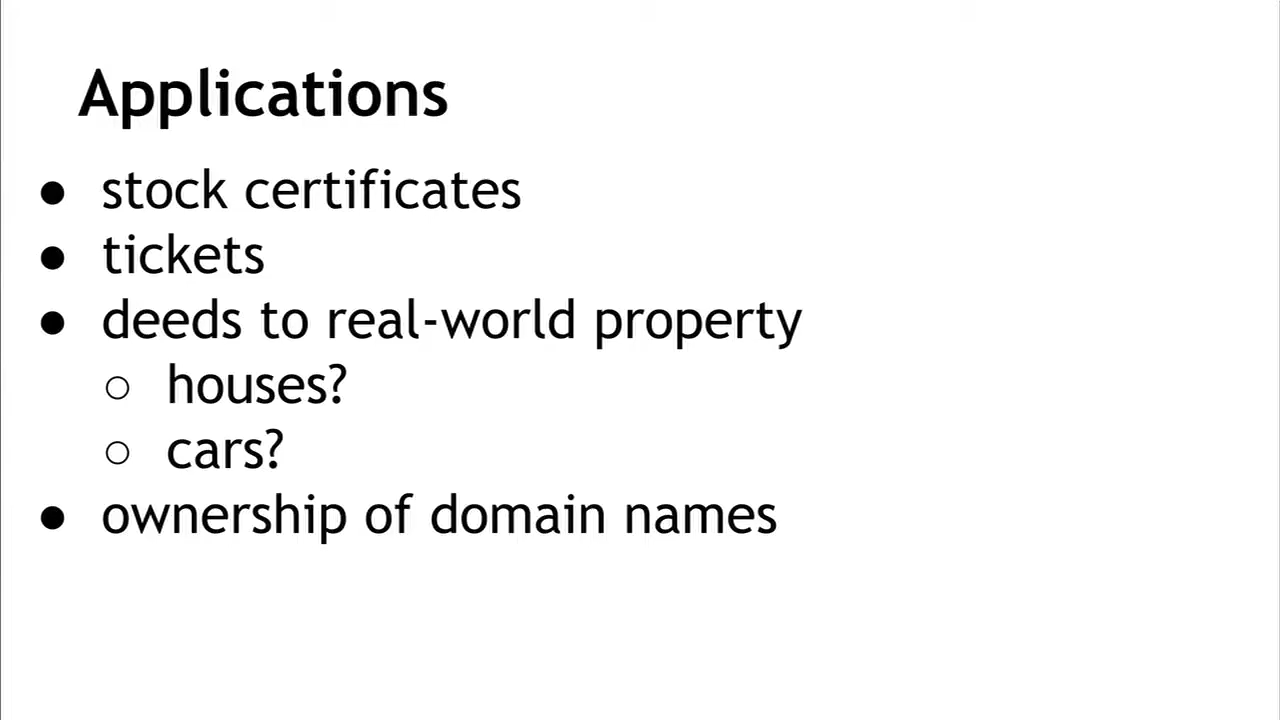 Applications
● stock certificates
● tickets
● deeds to real-world property
○ houses?
○ cars?
● ownership of domain names